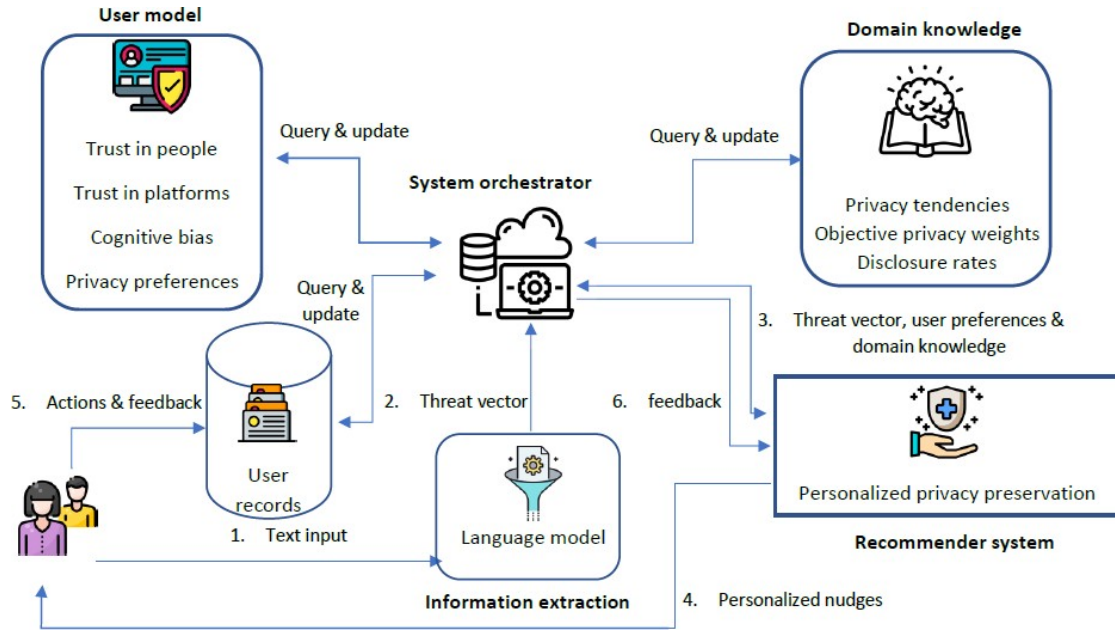 User model
Domain knowledge
Trust in people
Trust in platforms
Cognitive bias
Privacy preferences
Query & update
System orchestrator
Query & update
Privacy tendencies
Objective privacy weights
Disclosure rates
Query &
update
3. Threat vector, user preferences &
domain knowledge
5. Actions & feedback
2. Threat vector
6. feedback
User
records
Personalized privacy preservation
1. Text input
Language model
Recommender system
Information extraction
4. Personalized nudges